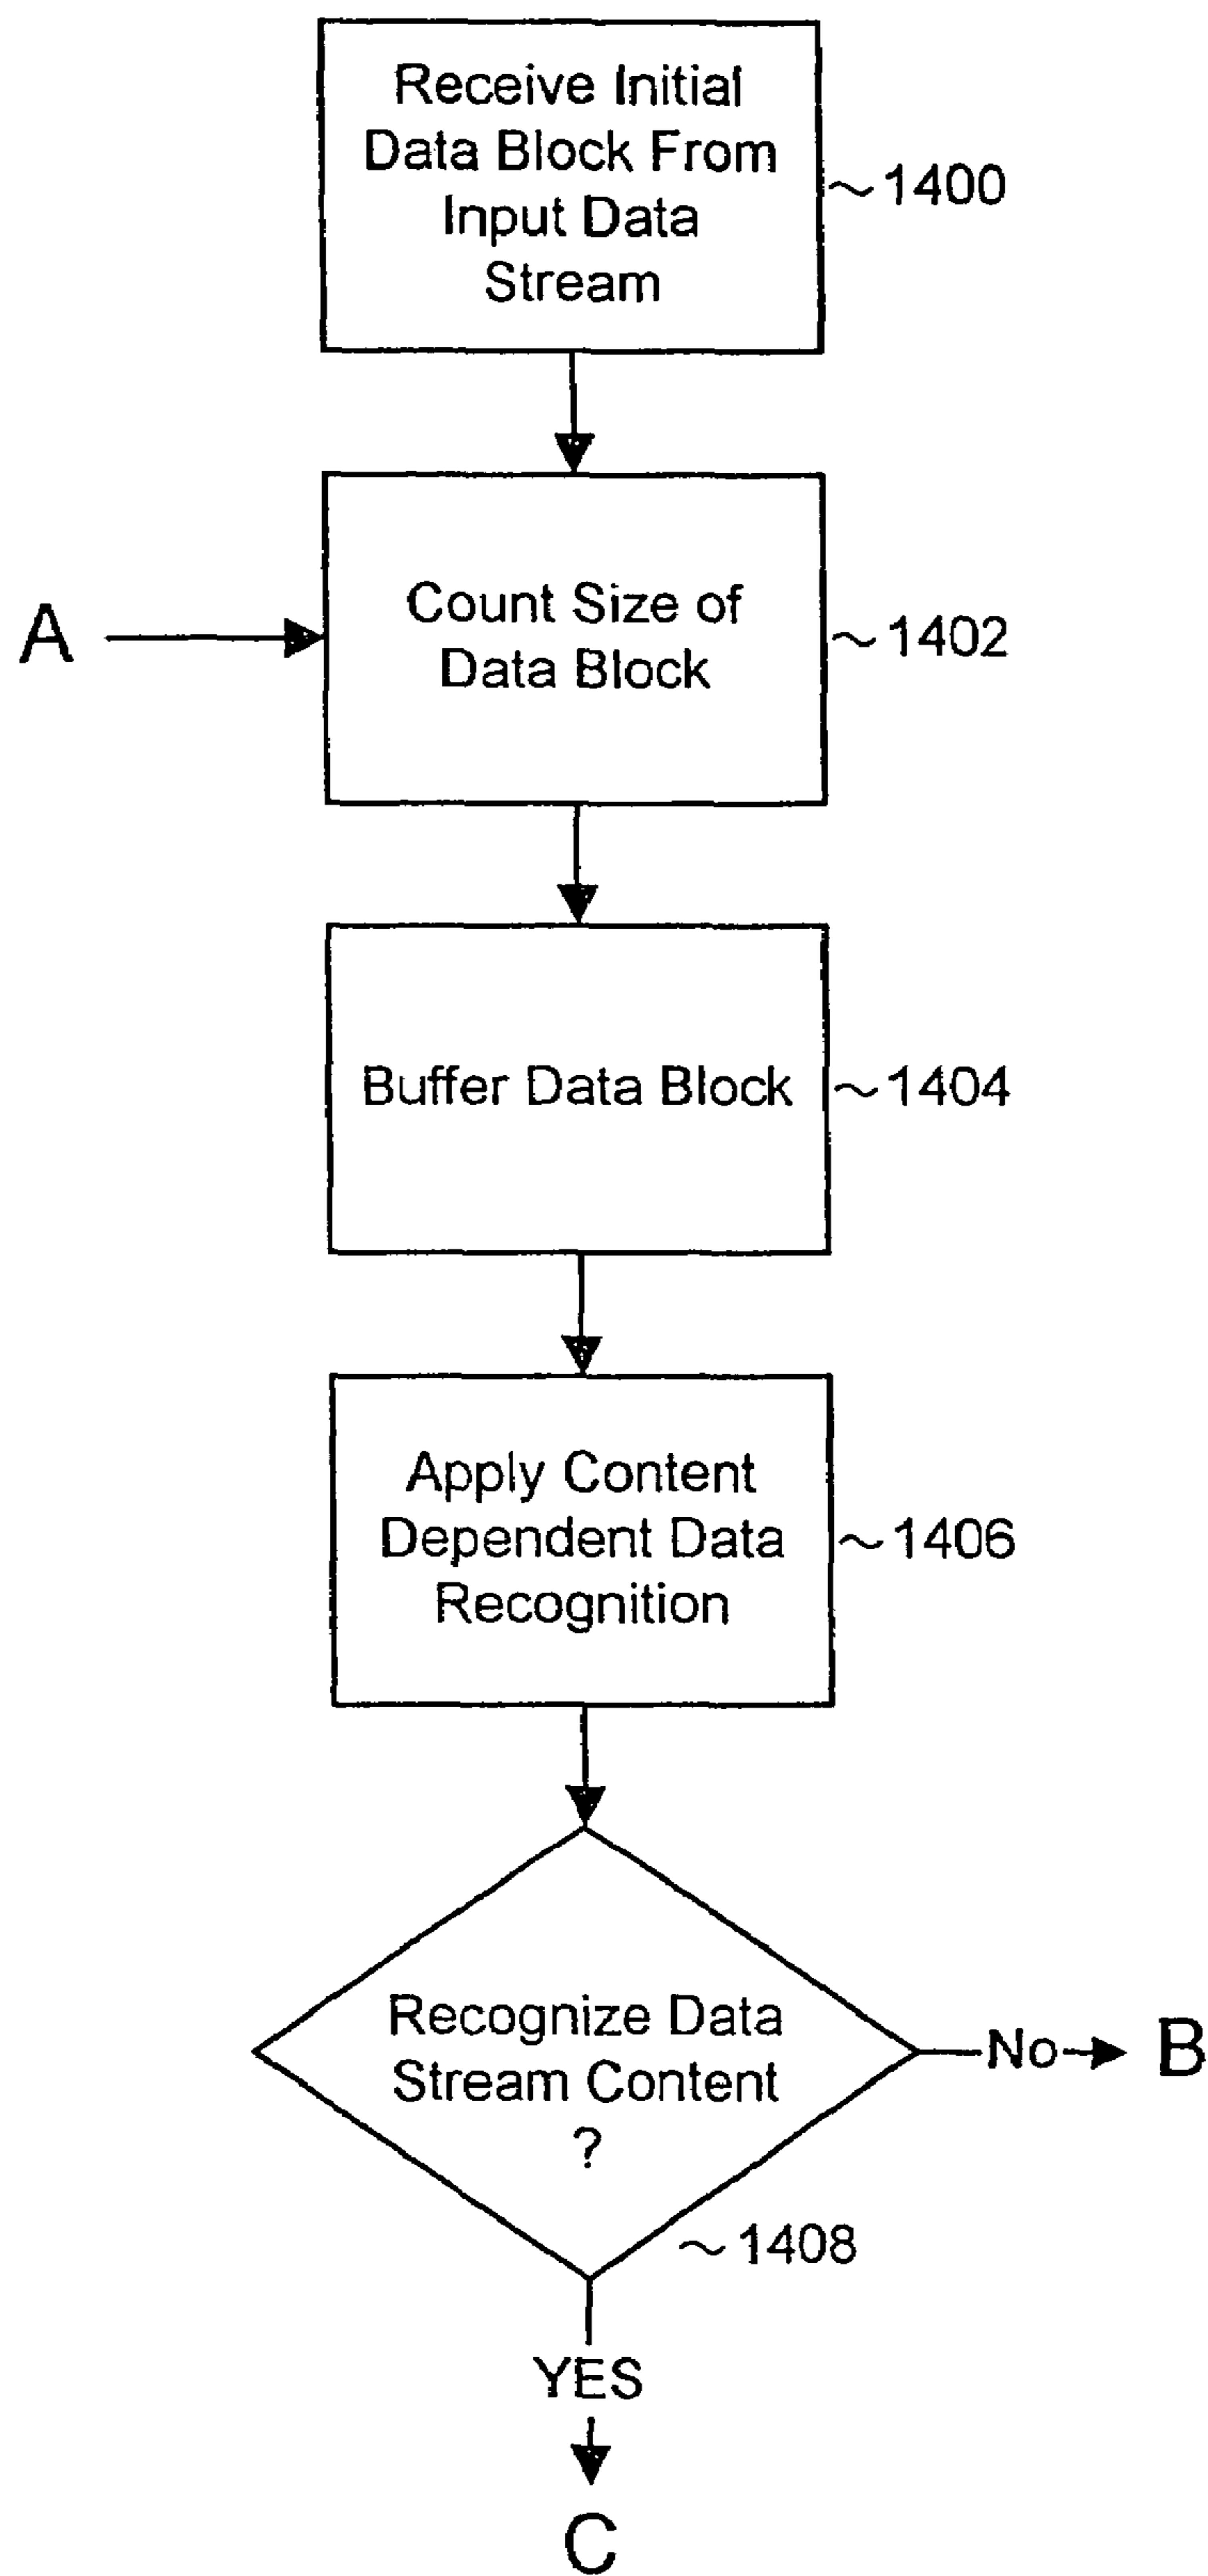 Receive Initial
Data Block From
Input Data
Stream
~1400
A
Count Size of
Data Block
~1402
Buffer Data Block
~1404
Apply Content
Dependent Data
Recognition
~1406
Recognize Data
Stream Content
?
No
B
~1408
YES
C